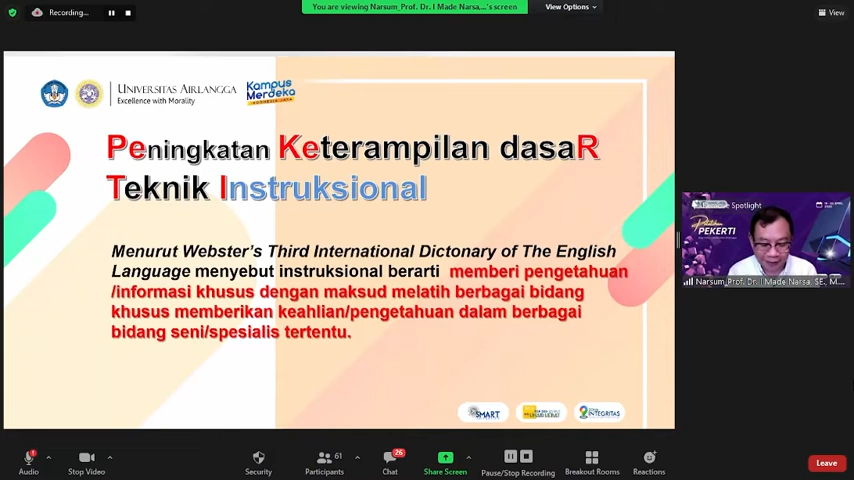 Recording...
You are viewing Narsum_Prof. Dr. I Made Narsa,...'s screen
View Options
View
UNIVERSITAS AIRLANGGA
Excellence with Morality
Kampus
Merdeka
INDONESIA JAYA
Peningkatan Keterampilan dasaR
Teknik Instruksional
Menurut Webster's Third International Dictonary of The English
Language menyebut instruksional berarti memberi pengetahuan
/informasi khusus dengan maksud melatih berbagai bidang
khusus memberikan keahlian/pengetahuan dalam berbagai
bidang seni/spesialis tertentu.
SMART
INTEGRITAS
Spotlight
Pelatihan
PEKERTI
Narsum_Prof. Dr. I Made Narsa, SE., M....
Audio
Stop Video
Security
61
Participants
26
Chat
Share Screen
Pause/Stop Recording
Breakout Rooms
Reactions
Leave